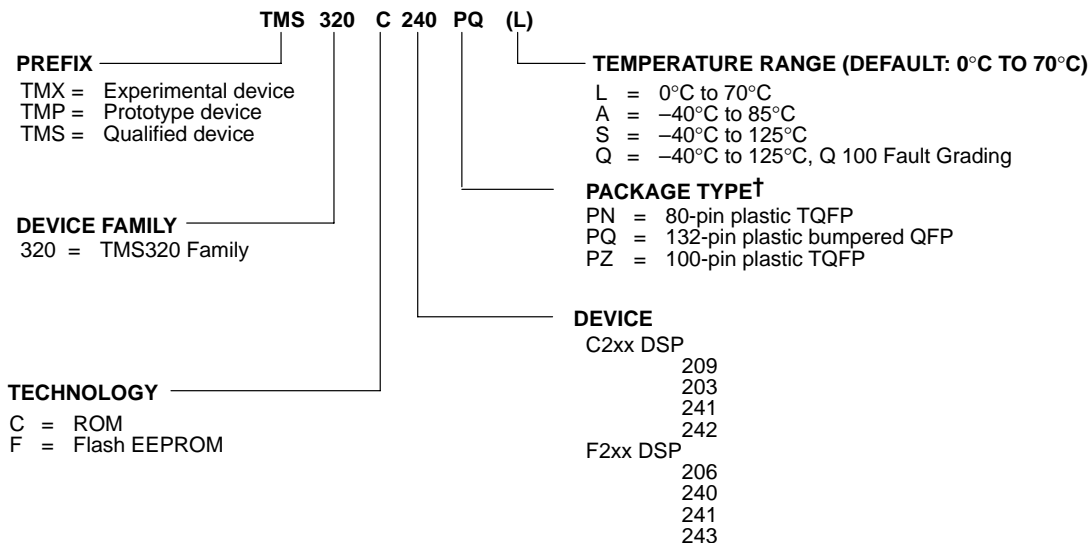 TMS 320 C 240 PQ (L)
PREFIX
TMX = Experimental device
TMP = Prototype device
TMS = Qualified device
TEMPERATURE RANGE (DEFAULT: 0°C TO 70°C)
L = 0°C to 70°C
A = –40°C to 85°C
S = –40°C to 125°C
Q = –40°C to 125°C, Q 100 Fault Grading
PACKAGE TYPE†
PN = 80-pin plastic TQFP
PQ = 132-pin plastic bumpered QFP
PZ = 100-pin plastic TQFP
DEVICE FAMILY
320 = TMS320 Family
DEVICE
C2xx DSP
209
203
241
242
F2xx DSP
206
240
241
243
TECHNOLOGY
C = ROM
F = Flash EEPROM